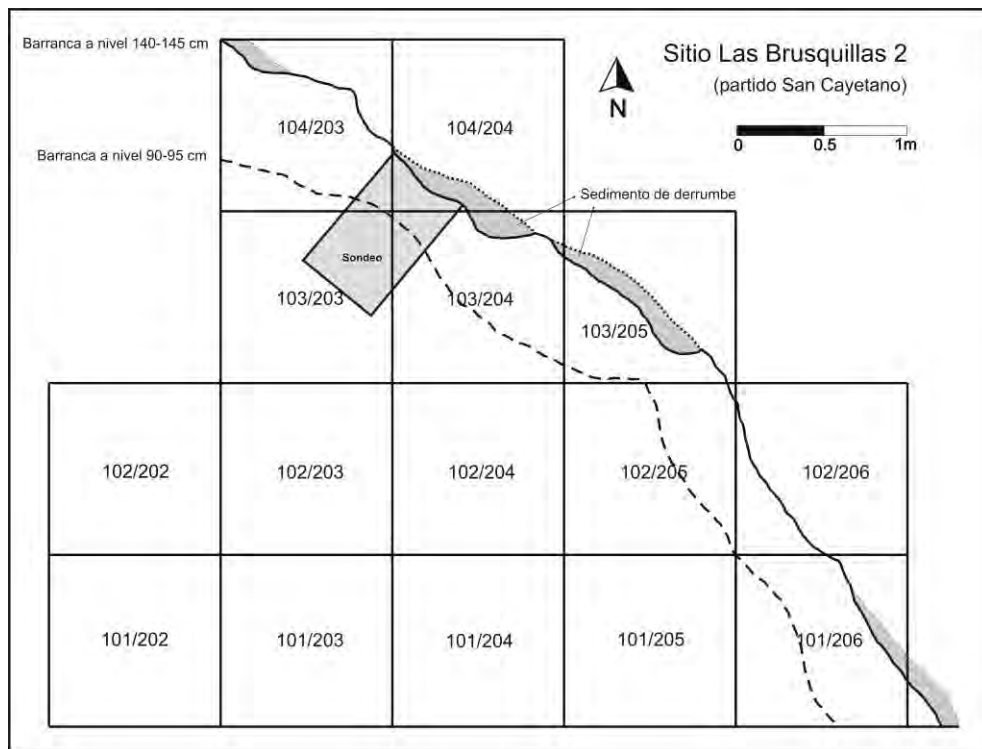 Barranca a nivel 140-145 cm
Sitio Las Brusquillas 2
(partido San Cayetano)
N
0 0.5 1m
104/203 104/204
Barranca a nivel 90-95 cm
Sedimento de derrumbe
Sondeo
103/203 103/204
103/205
102/202 102/203 102/204 102/205 102/206
101/202 101/203 101/204 101/205 101/206